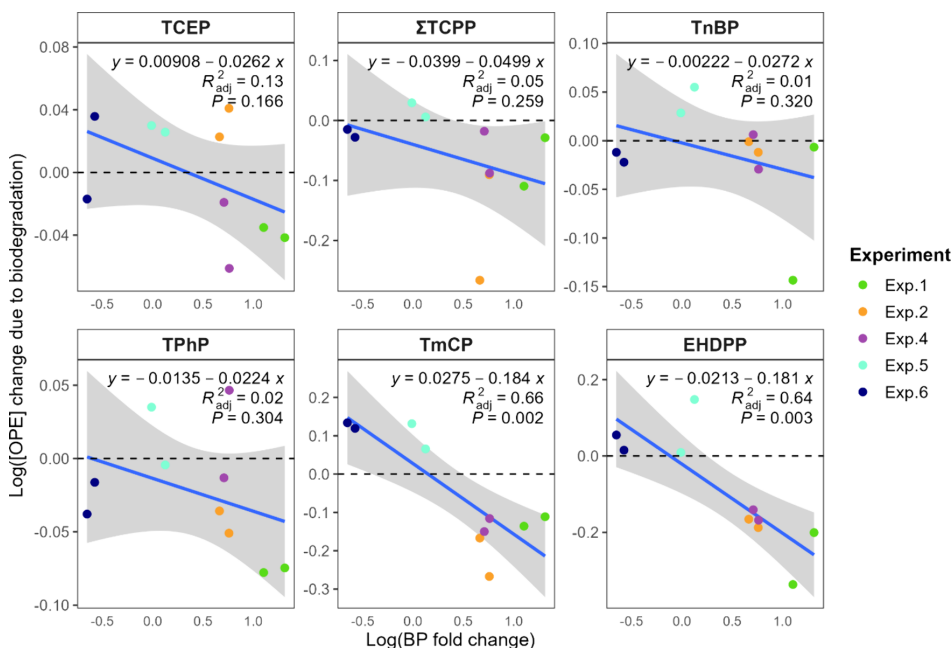 TCEP
y = 0.00908 − 0.0262 x
R²adj = 0.13
P = 0.166
0.08
0.04
0.00
-0.04
-0.5 0.0 0.5 1.0
ΣTCPP
y = − 0.0399 − 0.0499 x
R²adj = 0.05
P = 0.259
0.1
0.0
-0.1
-0.2
-0.5 0.0 0.5 1.0
TnBP
y = − 0.00222 − 0.0272 x
R²adj = 0.01
P = 0.320
0.10
0.05
0.00
-0.05
-0.10
-0.15
-0.5 0.0 0.5 1.0
TPhP
y = − 0.0135 − 0.0224 x
R²adj = 0.02
P = 0.304
0.05
0.00
-0.05
-0.10
-0.5 0.0 0.5 1.0
TmCP
y = 0.0275 − 0.184 x
R²adj = 0.66
P = 0.002
0.2
0.1
0.0
-0.1
-0.2
-0.3
-0.5 0.0 0.5 1.0
EHDPP
y = − 0.0213 − 0.181 x
R²adj = 0.64
P = 0.003
0.2
0.0
-0.2
-0.5 0.0 0.5 1.0
Log([OPE] change due to biodegradation)
Log(BP fold change)
Experiment
Exp.1
Exp.2
Exp.4
Exp.5
Exp.6